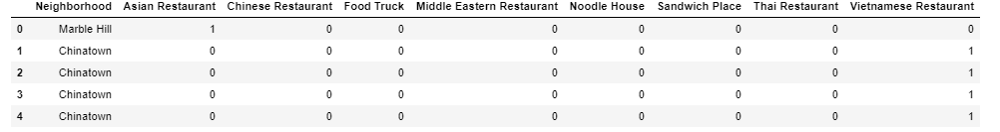 Neighborhood Asian Restaurant Chinese Restaurant Food Truck Middle Eastern Restaurant Noodle House Sandwich Place Thai Restaurant Vietnamese Restaurant
0 Marble Hill 1 0 0 0 0 0 0 0
1 Chinatown 0 0 0 0 0 0 0 1
2 Chinatown 0 0 0 0 0 0 0 1
3 Chinatown 0 0 0 0 0 0 0 1
4 Chinatown 0 0 0 0 0 0 0 1